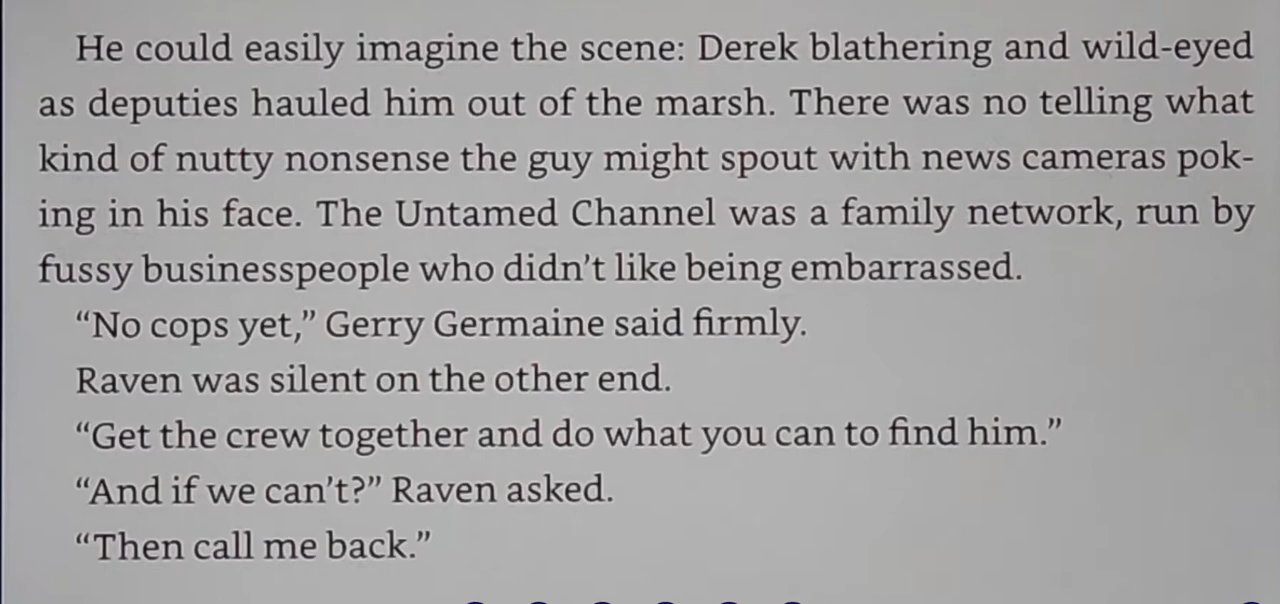 He could easily imagine the scene: Derek blathering and wild-eyed
as deputies hauled him out of the marsh. There was no telling what
kind of nutty nonsense the guy might spout with news cameras pok-
ing in his face. The Untamed Channel was a family network, run by
fussy businesspeople who didn’t like being embarrassed.
“No cops yet,” Gerry Germaine said firmly.
Raven was silent on the other end.
“Get the crew together and do what you can to find him.”
“And if we can’t?” Raven asked.
“Then call me back.”